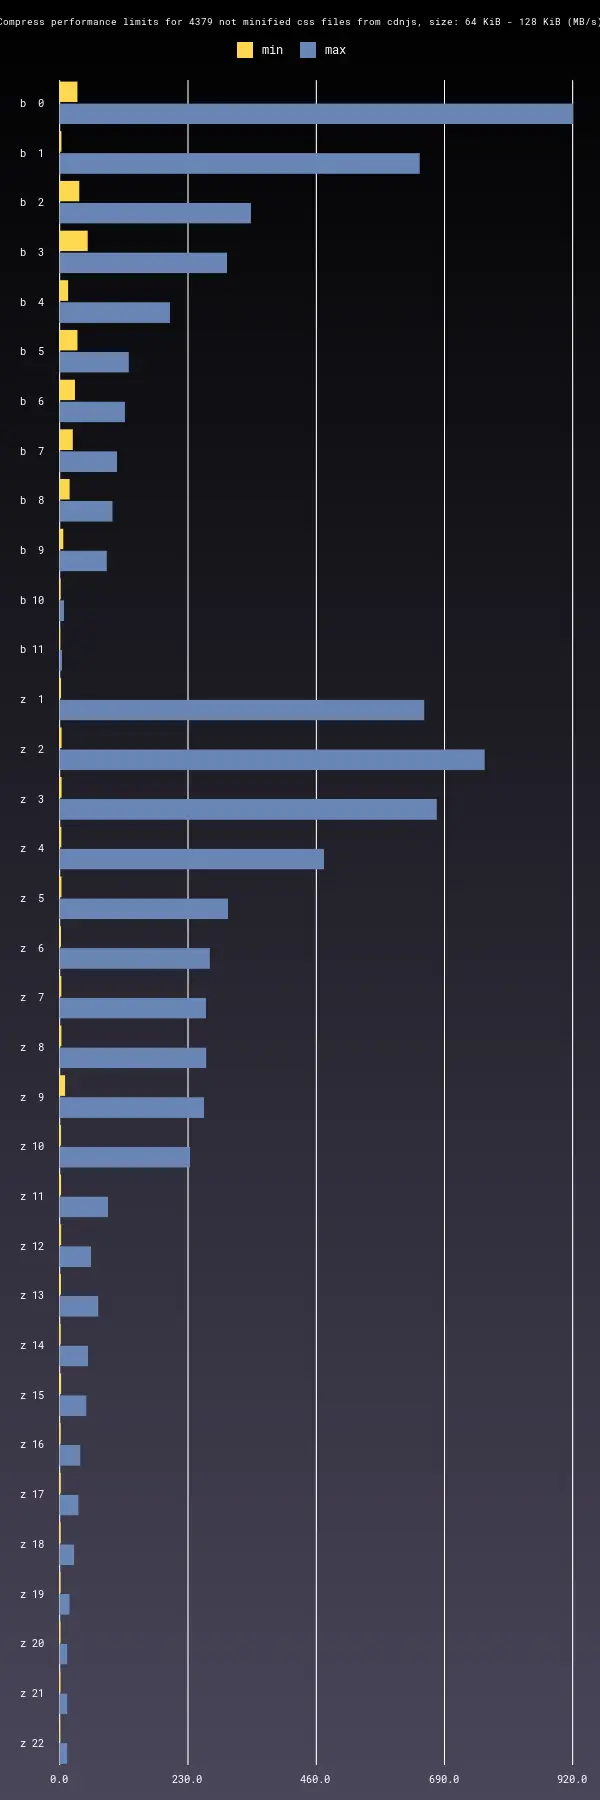 Compress performance limits for 4379 not minified css files from cdnjs, size: 64 KiB - 128 KiB (MB/s)
min max
b 0
b 1
b 2
b 3
b 4
b 5
b 6
b 7
b 8
b 9
b 10
b 11
z 1
z 2
z 3
z 4
z 5
z 6
z 7
z 8
z 9
z 10
z 11
z 12
z 13
z 14
z 15
z 16
z 17
z 18
z 19
z 20
z 21
z 22
0.0 230.0 460.0 690.0 920.0